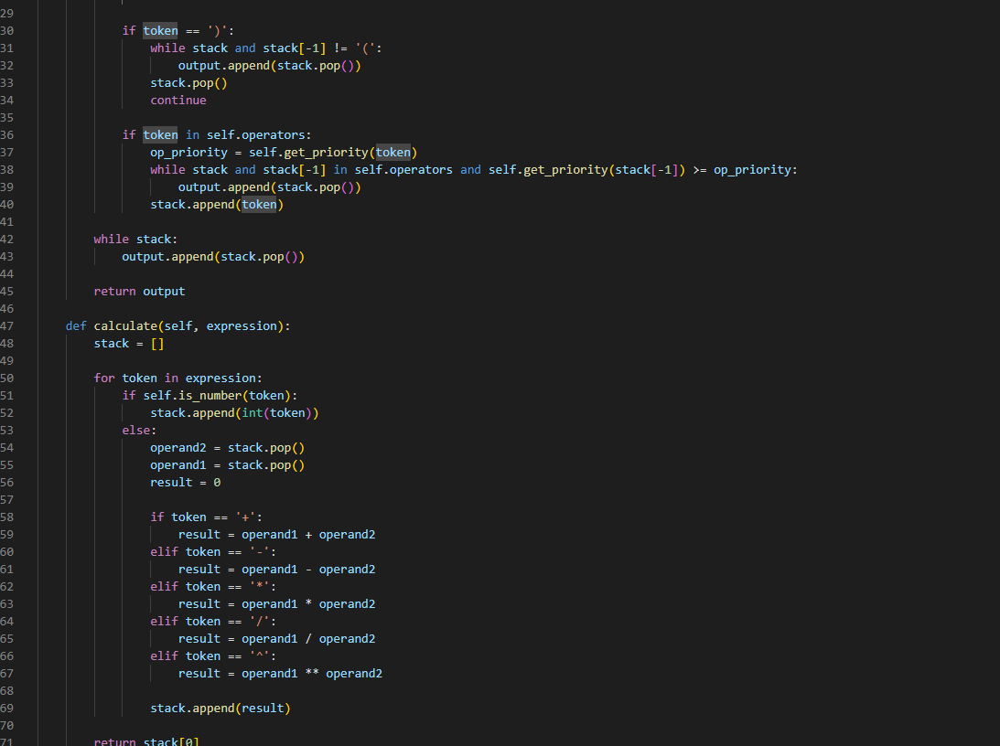 29
30 if token == ')':
31 while stack and stack[-1] != '(':
32 output.append(stack.pop())
33 stack.pop()
34 continue
35
36 if token in self.operators:
37 op_priority = self.get_priority(token)
38 while stack and stack[-1] in self.operators and self.get_priority(stack[-1]) >= op_priority:
39 output.append(stack.pop())
40 stack.append(token)
41
42 while stack:
43 output.append(stack.pop())
44
45 return output
46
47 def calculate(self, expression):
48 stack = []
49
50 for token in expression:
51 if self.is_number(token):
52 stack.append(int(token))
53 else:
54 operand2 = stack.pop()
55 operand1 = stack.pop()
56 result = 0
57
58 if token == '+':
59 result = operand1 + operand2
60 elif token == '-':
61 result = operand1 - operand2
62 elif token == '*':
63 result = operand1 * operand2
64 elif token == '/':
65 result = operand1 / operand2
66 elif token == '^':
67 result = operand1 ** operand2
68
69 stack.append(result)
70
71 return stack[0]